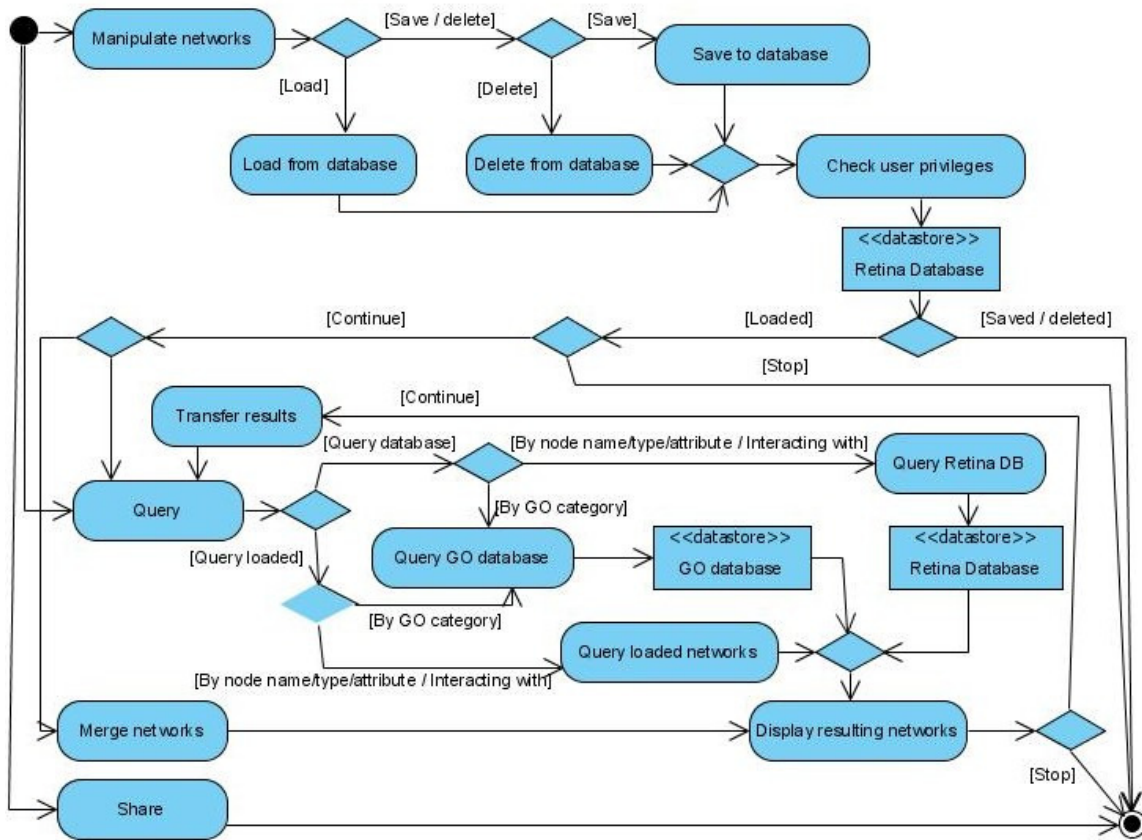 [Save / delete]
[Save]
Manipulate networks
Save to database
[Load]
[Delete]
Load from database
Delete from database
Check user privileges
<<datastore>>
Retina Database
[Continue]
[Loaded]
[Saved / deleted]
[Stop]
[Continue]
Transfer results
[Query database]
[By node name/type/attribute / Interacting with]
Query Retina DB
Query
[By GO category]
[Query loaded]
Query GO database
<<datastore>>
GO database
<<datastore>>
Retina Database
[By GO category]
Query loaded networks
[By node name/type/attribute / Interacting with]
Merge networks
Display resulting networks
[Stop]
Share